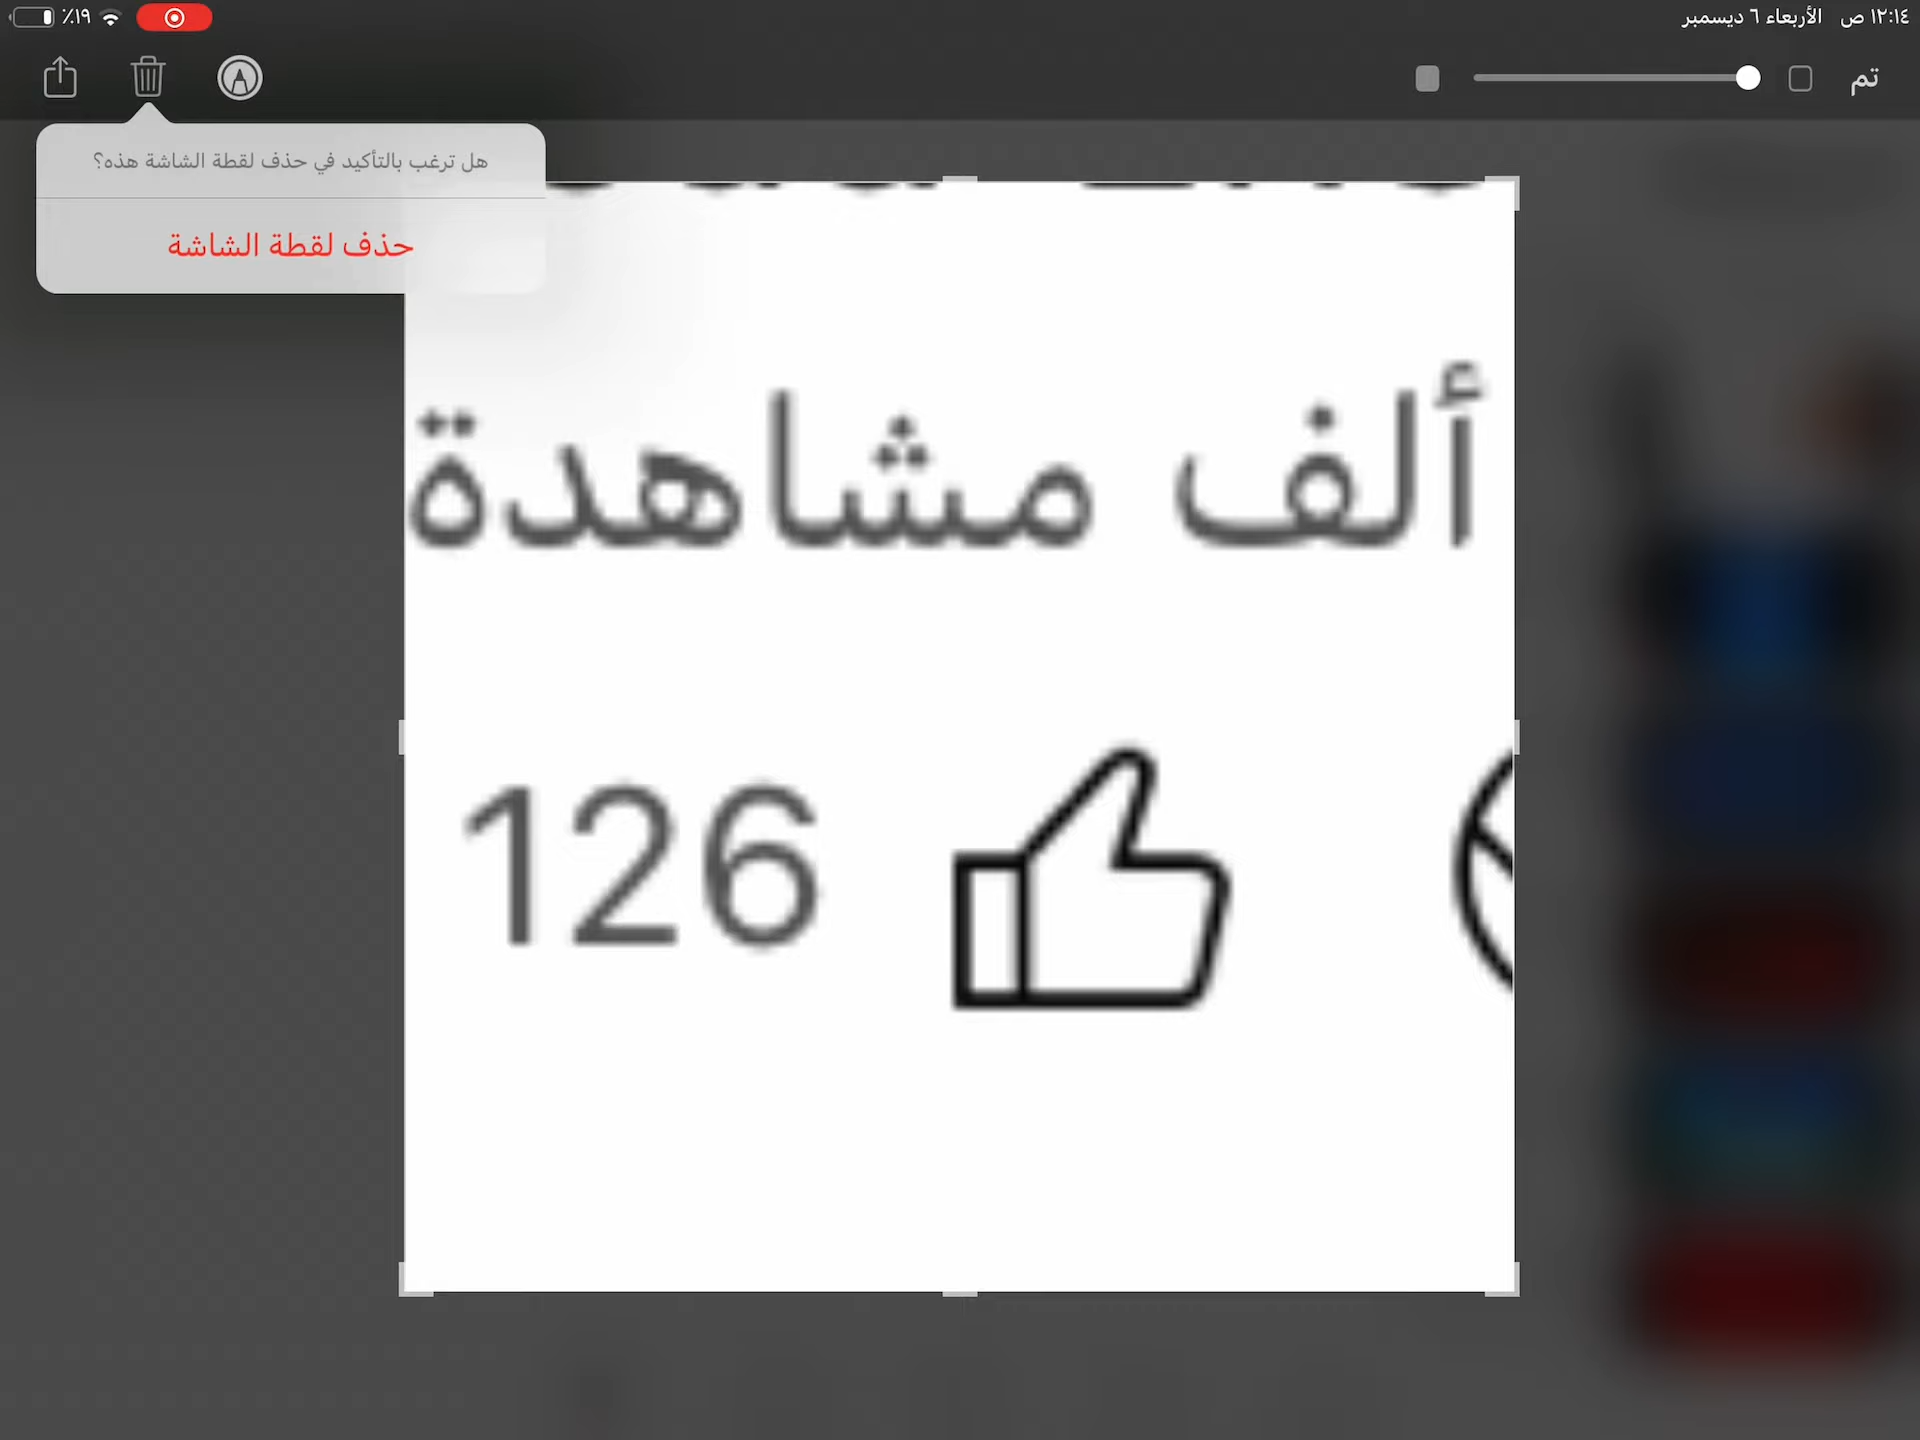 ١٢:١٤ ص الأربعاء ٦ ديسمبر
٪١٩
تم
هل ترغب بالتأكيد في حذف لقطة الشاشة هذه؟
حذف لقطة الشاشة
ألف مشاهدة
126